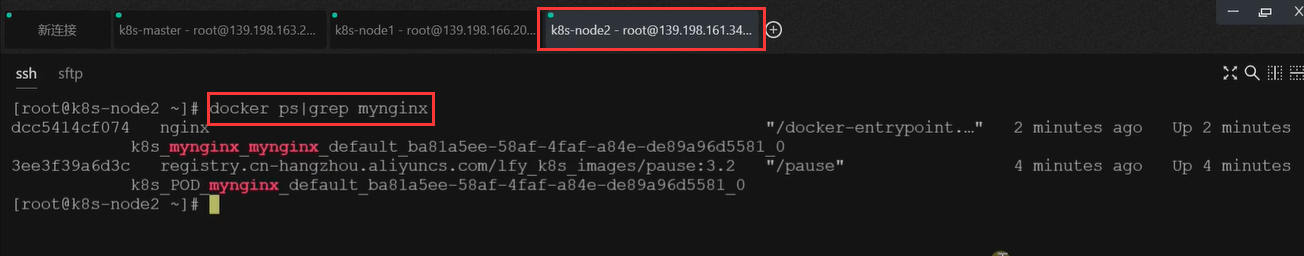 新连接 k8s-master - root@139.198.163.2... k8s-node1 - root@139.198.166.20... k8s-node2 - root@139.198.161.34...
ssh sftp
[root@k8s-node2 ~]# docker ps|grep mynginx
dcc5414cf074 nginx "/docker-entrypoint.…" 2 minutes ago Up 2 minutes
k8s_mynginx_mynginx_default_ba81a5ee-58af-4faf-a84e-de89a96d5581_0
3ee3f39a6d3c registry.cn-hangzhou.aliyuncs.com/lfy_k8s_images/pause:3.2 "/pause" 4 minutes ago Up 4 minutes
k8s_POD_mynginx_default_ba81a5ee-58af-4faf-a84e-de89a96d5581_0
[root@k8s-node2 ~]#